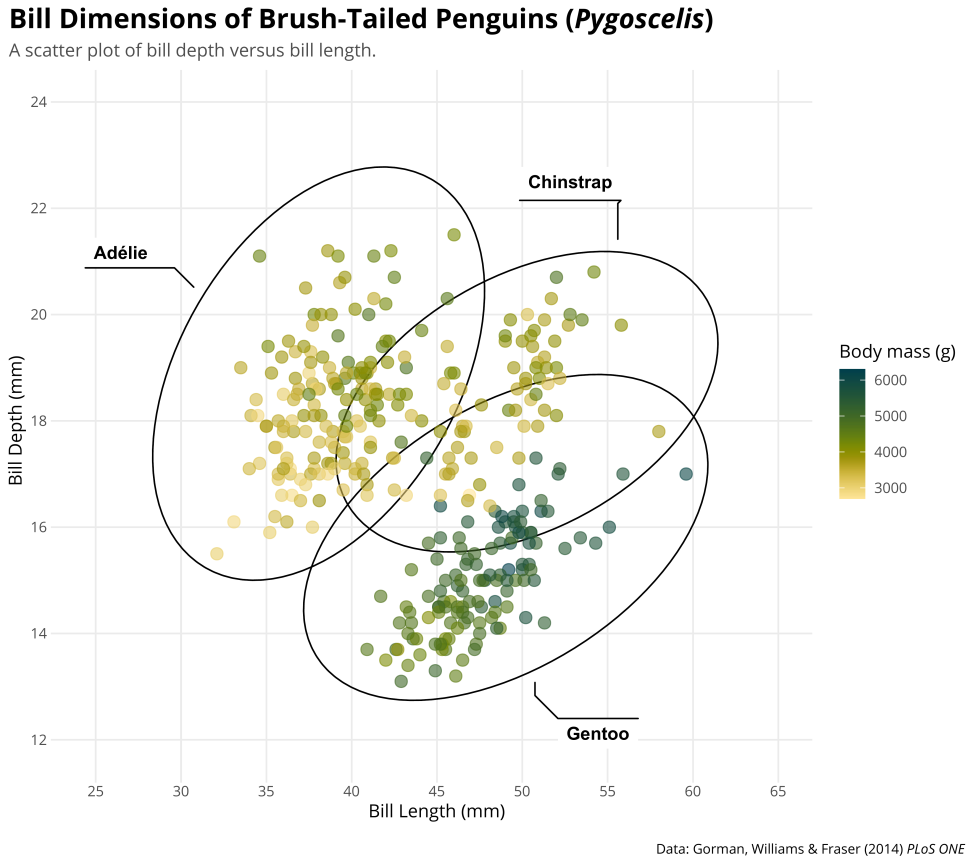 Bill Dimensions of Brush-Tailed Penguins (Pygoscelis)
A scatter plot of bill depth versus bill length.
24
22
20
18
16
14
12
Bill Depth (mm)
Chinstrap
Adélie
Gentoo
25 30 35 40 45 50 55 60 65
Bill Length (mm)
Body mass (g)
6000
5000
4000
3000
Data: Gorman, Williams & Fraser (2014) PLoS ONE